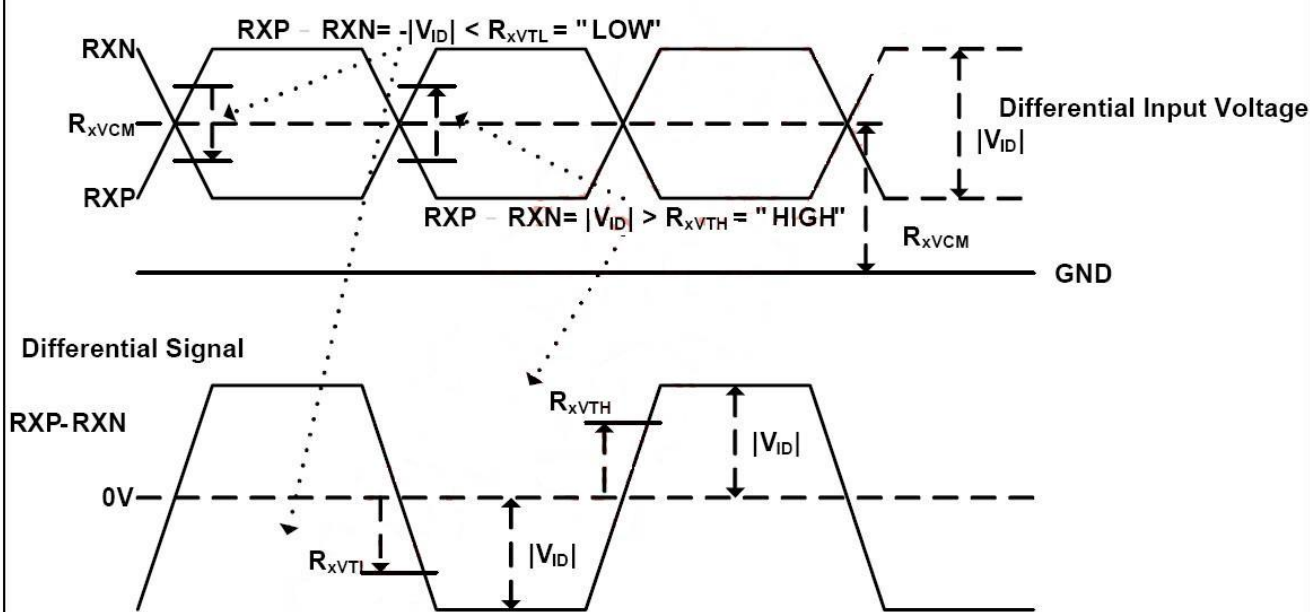 RXP - RXN= -|VID| < RxVTL = "LOW"
RXN
RxVCM
Differential Input Voltage
|VID|
RXP
RXP - RXN= |VID| > RxVTH = "HIGH"
RxVCM
GND
Differential Signal
RxVTH
RXP-RXN
|VID|
0V
|VID|
RxVTL